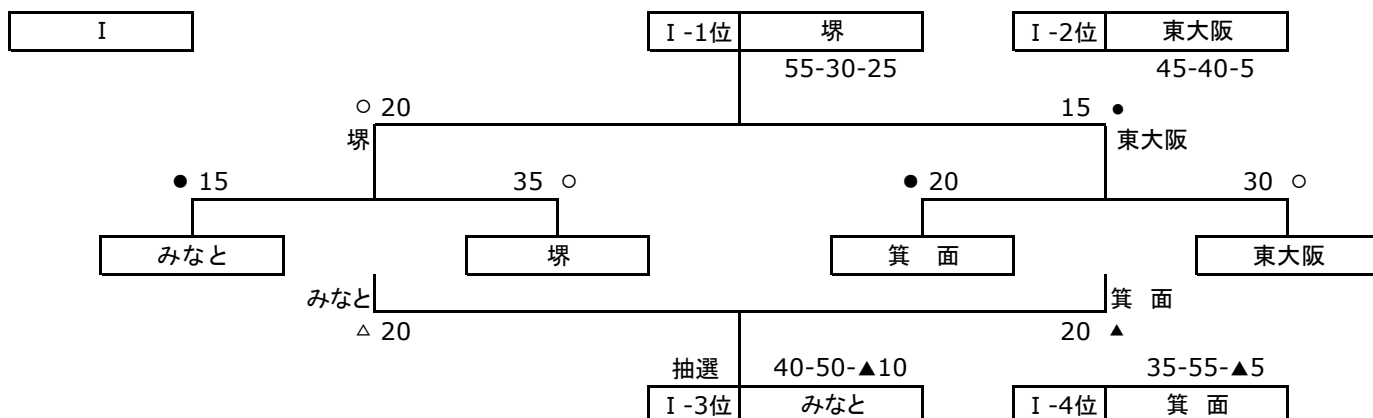 I I-1位 堺 I-2位 東大阪
55-30-25 45-40-5
○ 20 15 ●
堺 東大阪
● 15 35 ○ ● 20 30 ○
みなと 堺 箕 面 東大阪
みなと 箕 面
△ 20 20 ▲
抽選 40-50-▲10 35-55-▲5
I-3位 みなと I-4位 箕 面